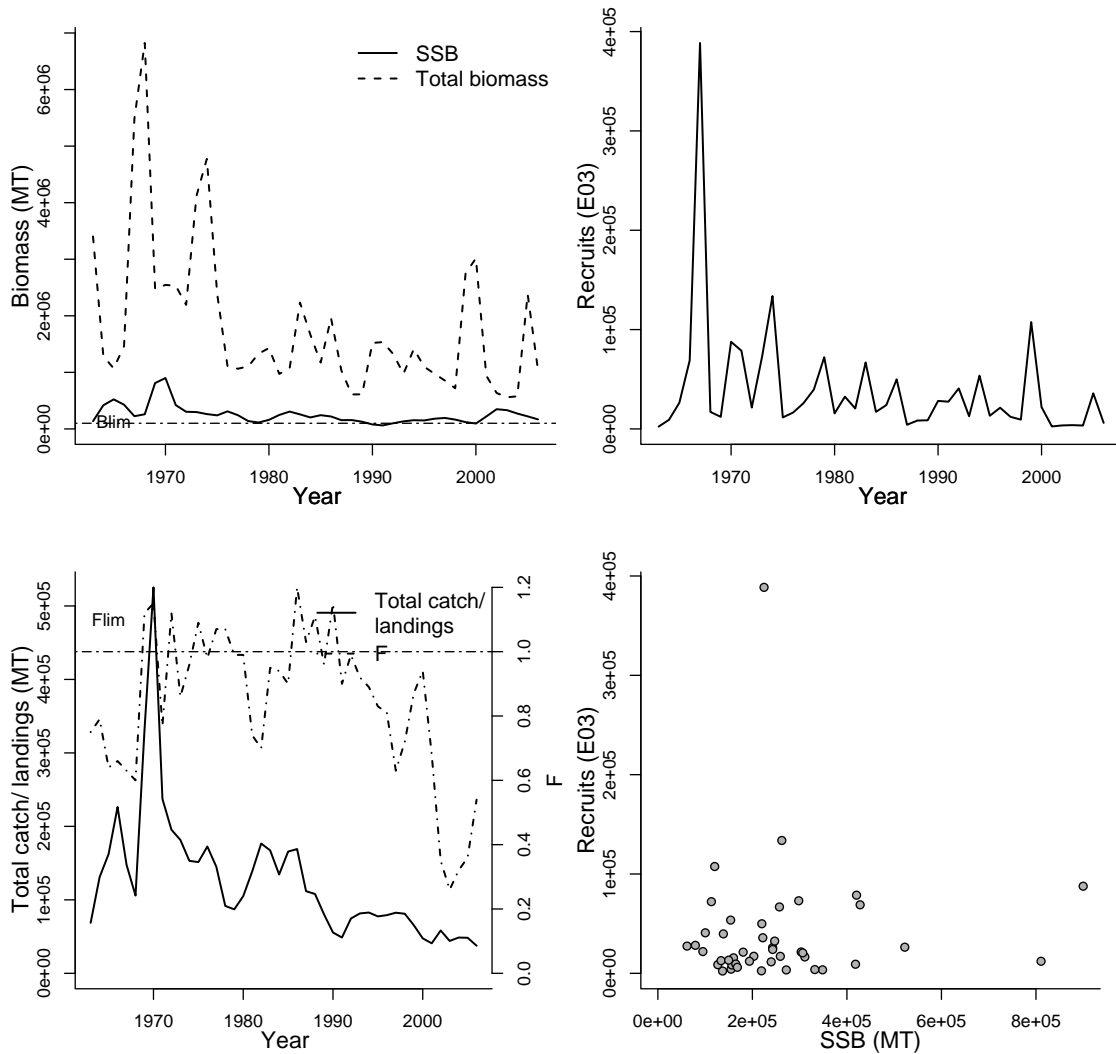 SSB
Total biomass
Biomass (MT)
0e+00
2e+06
4e+06
6e+06
Blim
1970
1980
1990
2000
Year
Recruits (E03)
0e+00
1e+05
2e+05
3e+05
4e+05
1970
1980
1990
2000
Year
Total catch/ landings (MT)
0e+00
1e+05
2e+05
3e+05
4e+05
5e+05
Flim
Total catch/
landings
F
0.0
0.2
0.4
0.6
0.8
1.0
1.2
F
1970
1980
1990
2000
Year
Recruits (E03)
0e+00
1e+05
2e+05
3e+05
4e+05
0e+00
2e+05
4e+05
6e+05
8e+05
SSB (MT)